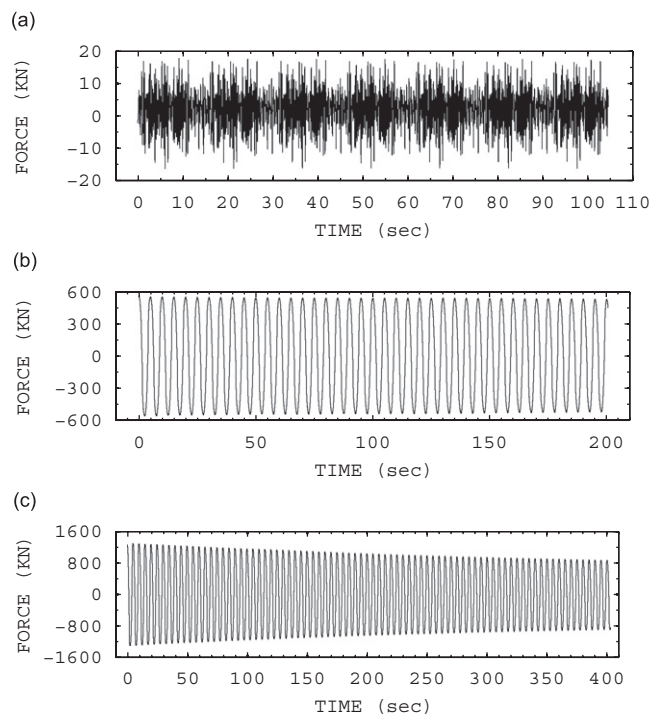 (a)
20
10
0
−10
−20
FORCE (KN)
0 10 20 30 40 50 60 70 80 90 100 110
TIME (sec)
(b)
600
300
0
−300
−600
FORCE (KN)
0 50 100 150 200
TIME (sec)
(c)
1600
800
0
−800
−1600
FORCE (KN)
0 50 100 150 200 250 300 350 400
TIME (sec)